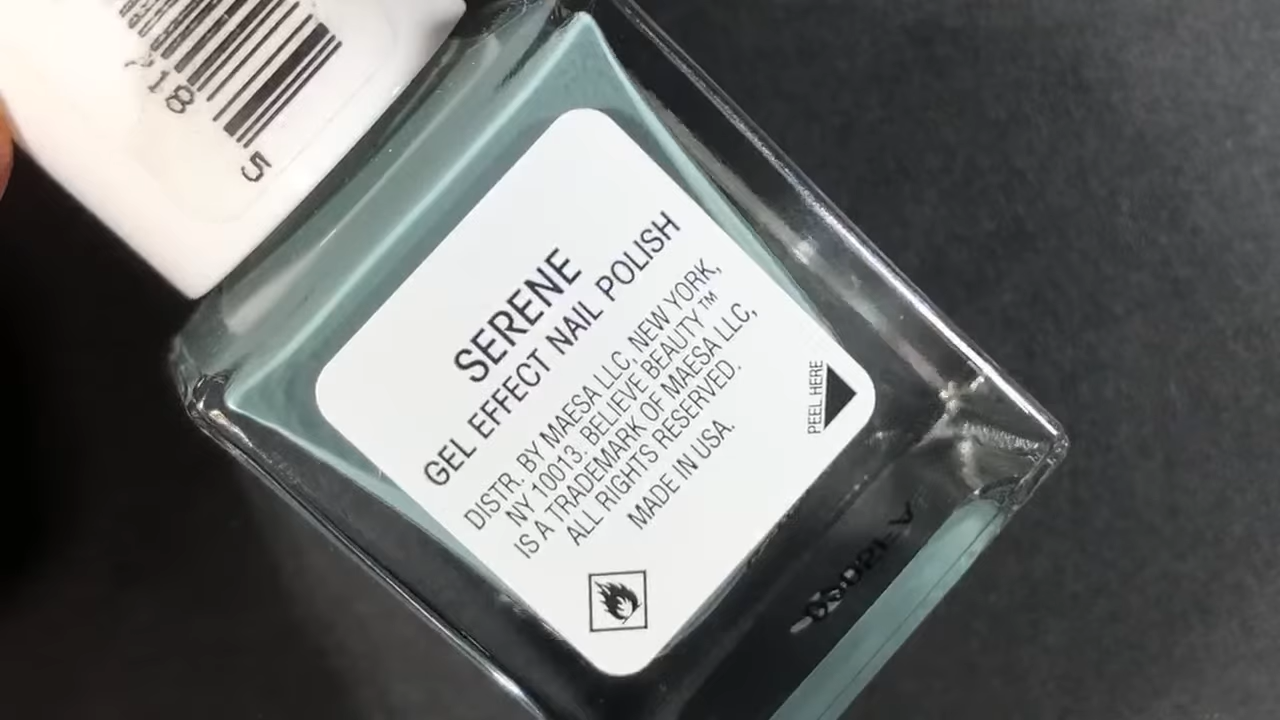 718
5
SERENE
GEL EFFECT NAIL POLISH
DISTR. BY MAESA LLC, NEW YORK,
NY 10013. BELIEVE BEAUTY™
IS A TRADEMARK OF MAESA LLC,
ALL RIGHTS RESERVED.
MADE IN USA.
PEEL HERE